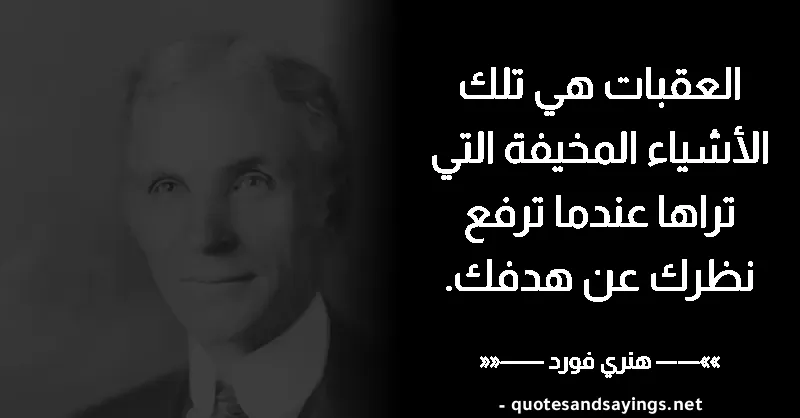 العقبات هي تلك
الأشياء المخيفة التي
تراها عندما ترفع
نظرك عن هدفك.
»»—— هنري فورد ——««
- quotesandsayings.net